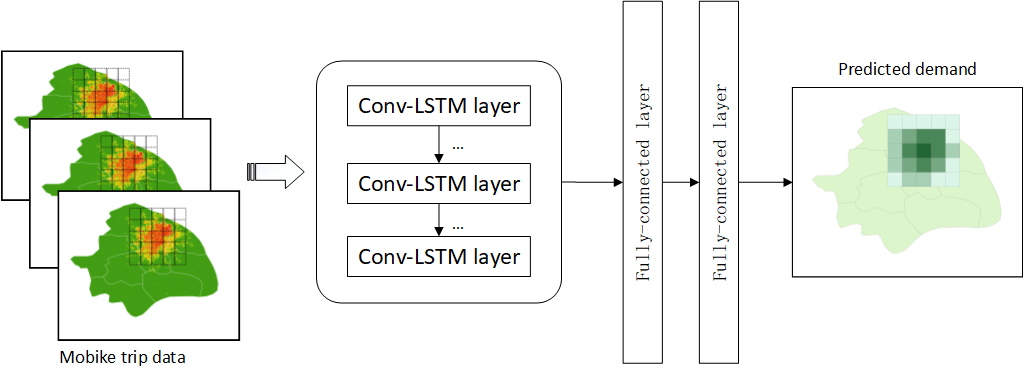 Mobike trip data
Conv-LSTM layer
...
Conv-LSTM layer
...
Conv-LSTM layer
Fully-connected layer
Fully-connected layer
Predicted demand